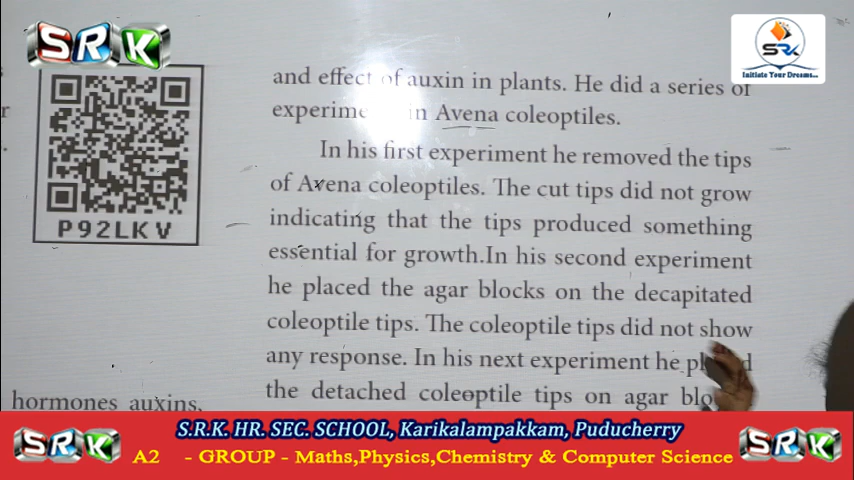 SRK
SRK
Initiate Your Dreams...
and effect of auxin in plants. He did a series of
in Avena coleoptiles.
In his first experiment he removed the tips
of Avena coleoptiles. The cut tips did not grow
indicating that the tips produced something
essential for growth.In his second experiment
he placed the agar blocks on the decapitated
coleoptile tips. The coleoptile tips did not show
any response. In his next experiment he
the detached coleoptile tips on agar
P92LKV
hormones auxins,
SRK
S.R.K. HR. SEC. SCHOOL, Karikalampakkam, Puducherry
A2 - GROUP - Maths,Physics,Chemistry & Computer Science
SRK